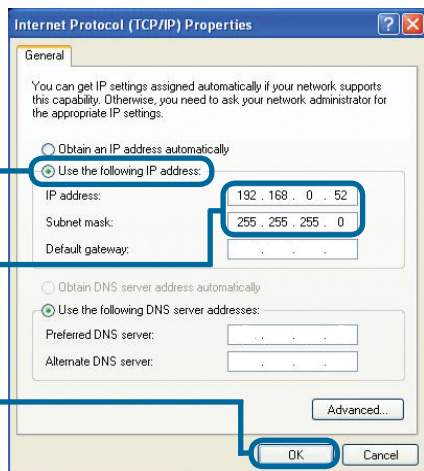 Internet Protocol (TCP/IP) Properties
General
You can get IP settings assigned automatically if your network supports
this capability. Otherwise, you need to ask your network administrator for
the appropriate IP settings.
Obtain an IP address automatically
Use the following IP address:
IP address: 192 . 168 . 0 . 52
Subnet mask: 255 . 255 . 255 . 0
Default gateway: . . .
Obtain DNS server address automatically
Use the following DNS server addresses:
Preferred DNS server: . . .
Alternate DNS server: . . .
Advanced...
OK Cancel